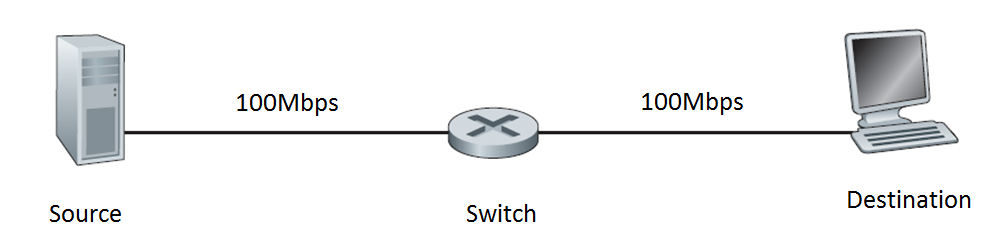 100Mbps
100Mbps
Source
Switch
Destination